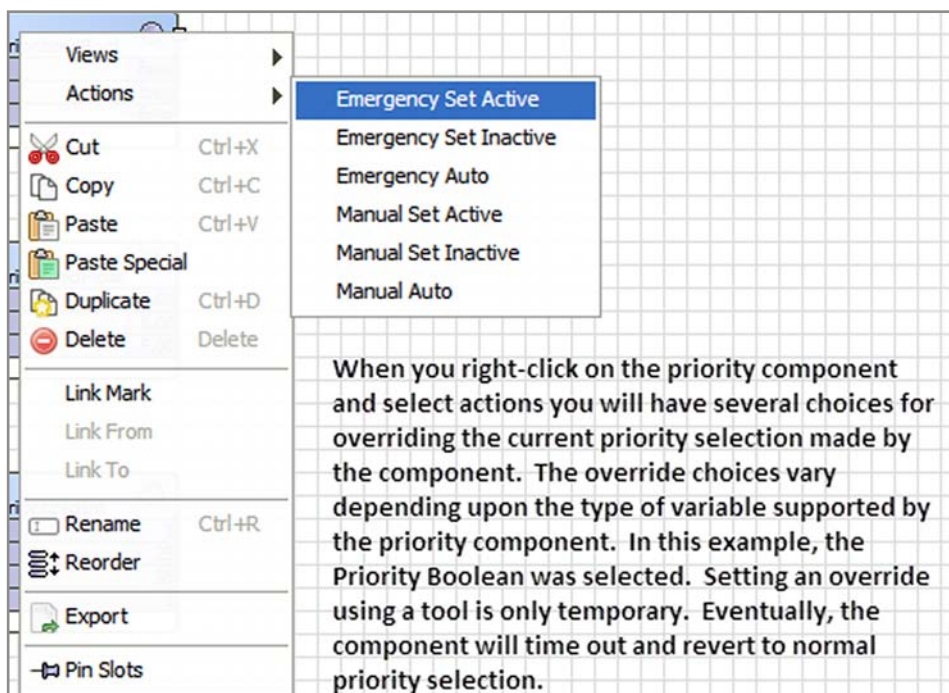 Views
Actions
Cut Ctrl+X
Copy Ctrl+C
Paste Ctrl+V
Paste Special
Duplicate Ctrl+D
Delete Delete
Link Mark
Link From
Link To
Rename Ctrl+R
Reorder
Export
Pin Slots
Emergency Set Active
Emergency Set Inactive
Emergency Auto
Manual Set Active
Manual Set Inactive
Manual Auto
When you right-click on the priority component
and select actions you will have several choices for
overriding the current priority selection made by
the component. The override choices vary
depending upon the type of variable supported by
the priority component. In this example, the
Priority Boolean was selected. Setting an override
using a tool is only temporary. Eventually, the
component will time out and revert to normal
priority selection.